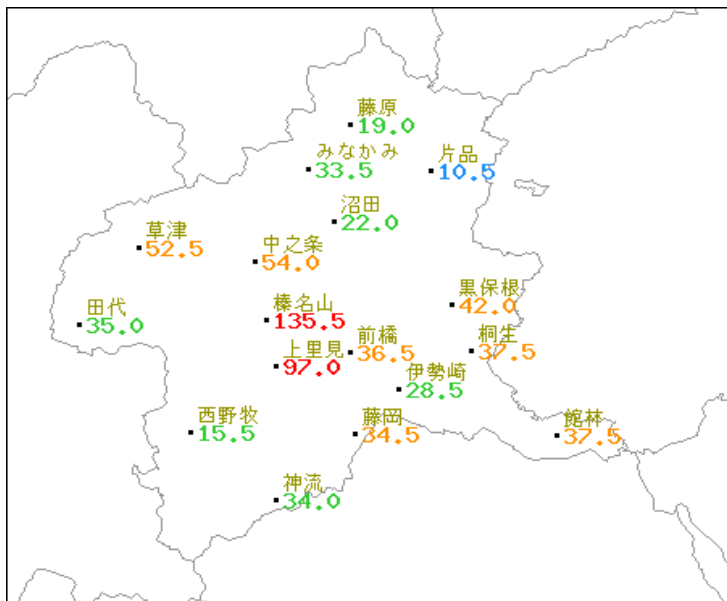 藤原
19.0
みなかみ
33.5
片品
10.5
沼田
22.0
草津
52.5
中之条
54.0
黒保根
42.0
田代
35.0
榛名山
135.5
前橋
36.5
桐生
37.5
上里見
97.0
伊勢崎
28.5
西野牧
15.5
藤岡
34.5
館林
37.5
神流
34.0